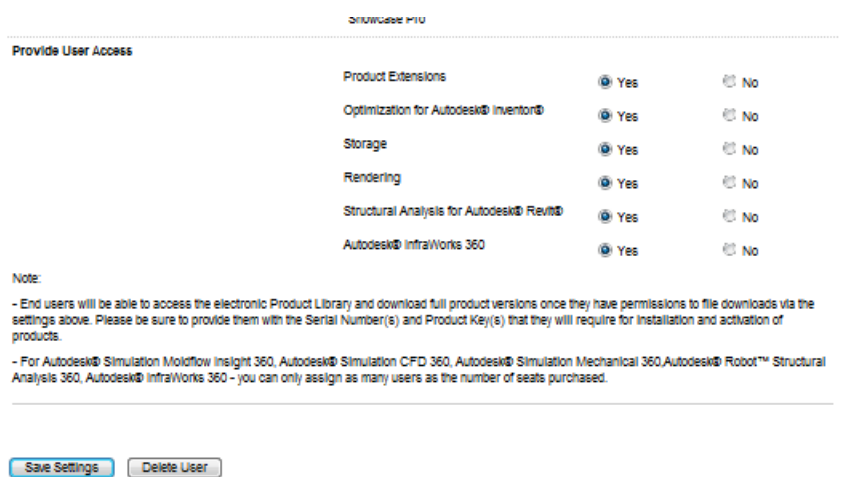 Showcase Pro
Provide User Access
Product Extensions Yes No
Optimization for Autodesk® Inventor® Yes No
Storage Yes No
Rendering Yes No
Structural Analysis for Autodesk® Revit® Yes No
Autodesk® InfraWorks 360 Yes No
Note:
- End users will be able to access the electronic Product Library and download full product versions once they have permissions to file downloads via the
settings above. Please be sure to provide them with the Serial Number(s) and Product Key(s) that they will require for installation and activation of
products.
- For Autodesk® Simulation Moldflow Insight 360, Autodesk® Simulation CFD 360, Autodesk® Simulation Mechanical 360,Autodesk® Robot™ Structural
Analysis 360, Autodesk® InfraWorks 360 - you can only assign as many users as the number of seats purchased.
Save Settings Delete User